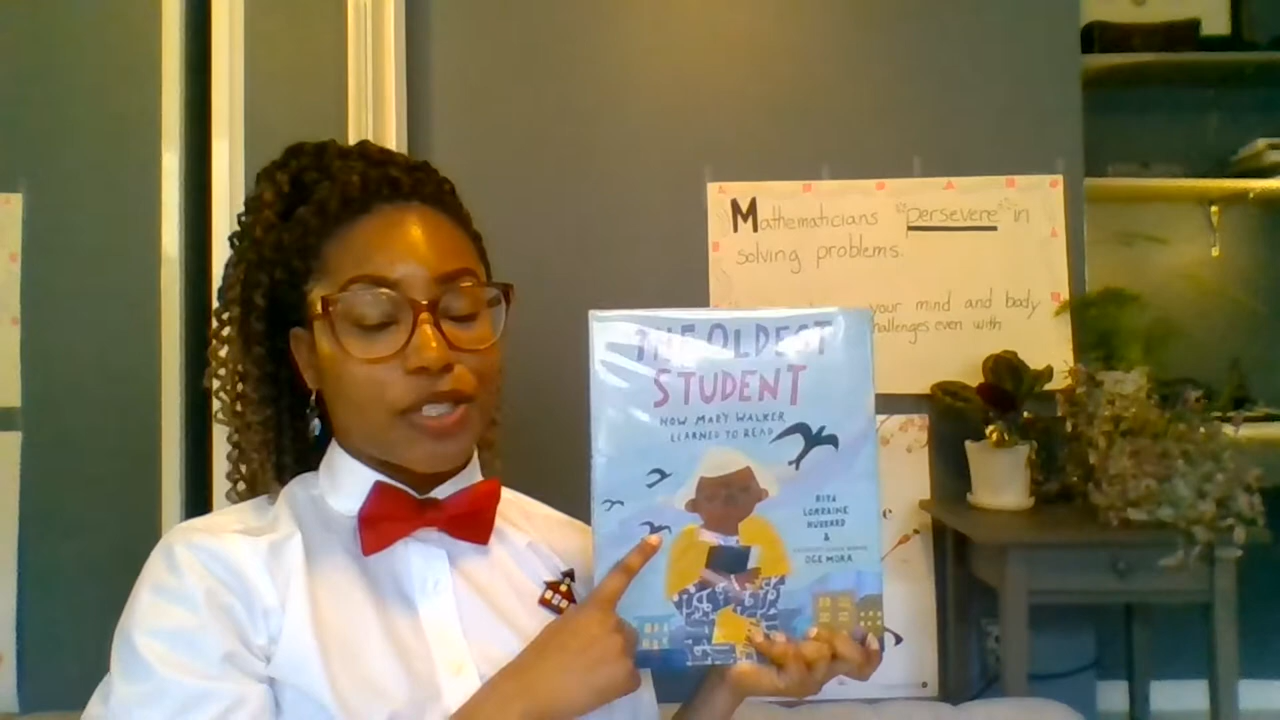 Mathematicians "persevere" in
solving problems.
your mind and body
challenges even with
THE OLDEST
STUDENT
HOW MARY WALKER
LEARNED TO READ
RITA
LORRAINE
HUBBARD
&
OGE MORA